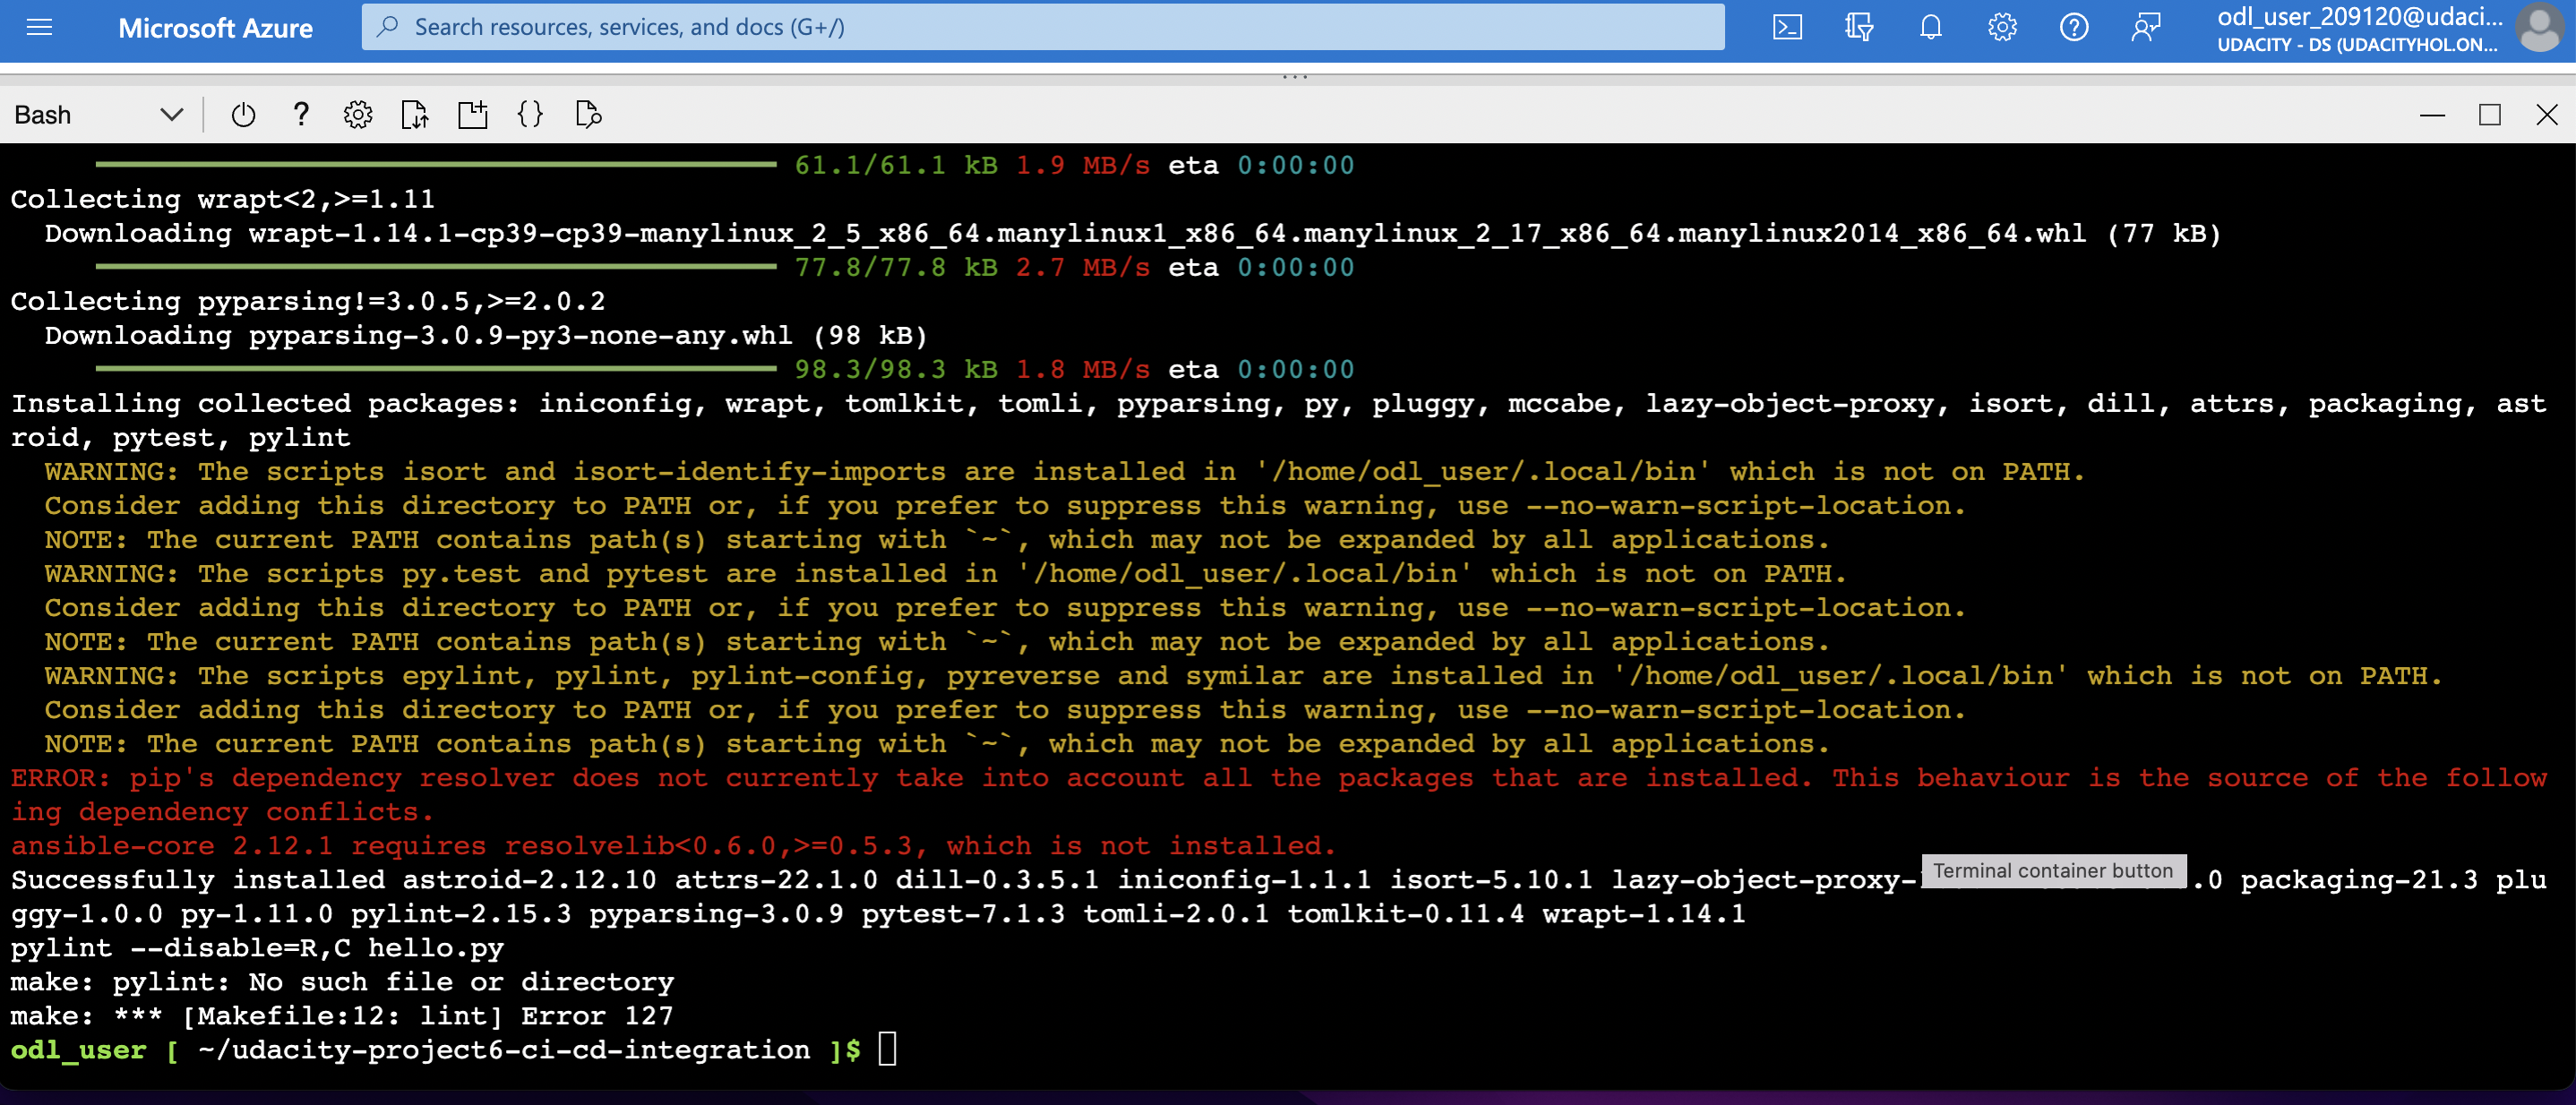 Microsoft Azure
Search resources, services, and docs (G+/)
odl_user_209120@udaci...
UDACITY - DS (UDACITYHOL.ON...
Bash
61.1/61.1 kB 1.9 MB/s eta 0:00:00
Collecting wrapt<2,>=1.11
Downloading wrapt-1.14.1-cp39-cp39-manylinux_2_5_x86_64.manylinux1_x86_64.manylinux_2_17_x86_64.manylinux2014_x86_64.whl (77 kB)
77.8/77.8 kB 2.7 MB/s eta 0:00:00
Collecting pyparsing!=3.0.5,>=2.0.2
Downloading pyparsing-3.0.9-py3-none-any.whl (98 kB)
98.3/98.3 kB 1.8 MB/s eta 0:00:00
Installing collected packages: iniconfig, wrapt, tomlkit, tomli, pyparsing, py, pluggy, mccabe, lazy-object-proxy, isort, dill, attrs, packaging, ast
roid, pytest, pylint
WARNING: The scripts isort and isort-identify-imports are installed in '/home/odl_user/.local/bin' which is not on PATH.
Consider adding this directory to PATH or, if you prefer to suppress this warning, use --no-warn-script-location.
NOTE: The current PATH contains path(s) starting with `~`, which may not be expanded by all applications.
WARNING: The scripts py.test and pytest are installed in '/home/odl_user/.local/bin' which is not on PATH.
Consider adding this directory to PATH or, if you prefer to suppress this warning, use --no-warn-script-location.
NOTE: The current PATH contains path(s) starting with `~`, which may not be expanded by all applications.
WARNING: The scripts epylint, pylint, pylint-config, pyreverse and symilar are installed in '/home/odl_user/.local/bin' which is not on PATH.
Consider adding this directory to PATH or, if you prefer to suppress this warning, use --no-warn-script-location.
NOTE: The current PATH contains path(s) starting with `~`, which may not be expanded by all applications.
ERROR: pip's dependency resolver does not currently take into account all the packages that are installed. This behaviour is the source of the follow
ing dependency conflicts.
ansible-core 2.12.1 requires resolvelib<0.6.0,>=0.5.3, which is not installed.
Terminal container button
Successfully installed astroid-2.12.10 attrs-22.1.0 dill-0.3.5.1 iniconfig-1.1.1 isort-5.10.1 lazy-object-proxy- .0 packaging-21.3 plu
ggy-1.0.0 py-1.11.0 pylint-2.15.3 pyparsing-3.0.9 pytest-7.1.3 tomli-2.0.1 tomlkit-0.11.4 wrapt-1.14.1
pylint --disable=R,C hello.py
make: pylint: No such file or directory
make: *** [Makefile:12: lint] Error 127
odl_user [ ~/udacity-project6-ci-cd-integration ]$